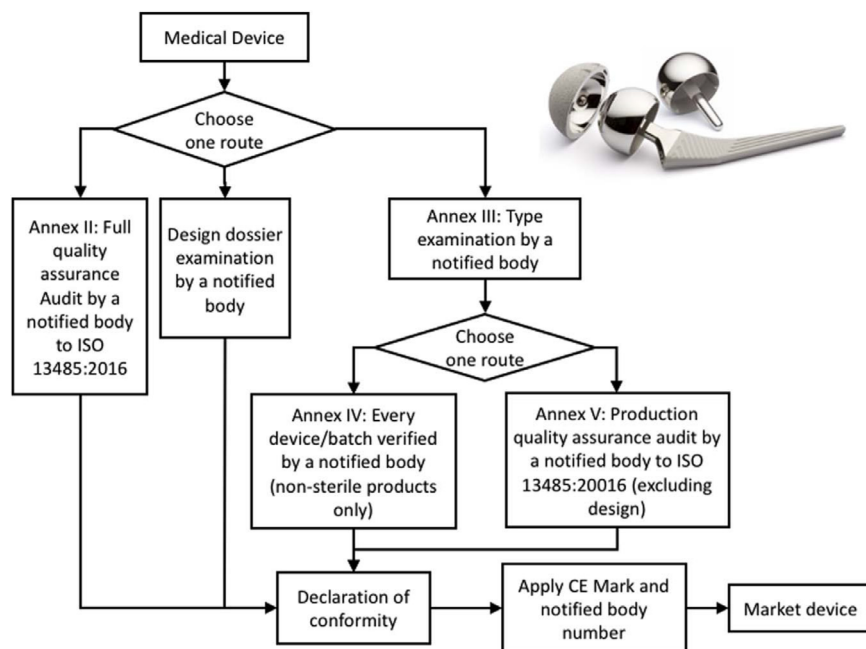 Medical Device
Choose
one route
Annex II: Full
quality
assurance
Audit by a
notified body
to ISO
13485:2016
Design dossier
examination
by a notified
body
Annex III: Type
examination by a
notified body
Choose
one route
Annex IV: Every
device/batch verified
by a notified body
(non-sterile products
only)
Annex V: Production
quality assurance audit by
a notified body to ISO
13485:20016 (excluding
design)
Declaration of
conformity
Apply CE Mark and
notified body
number
Market device